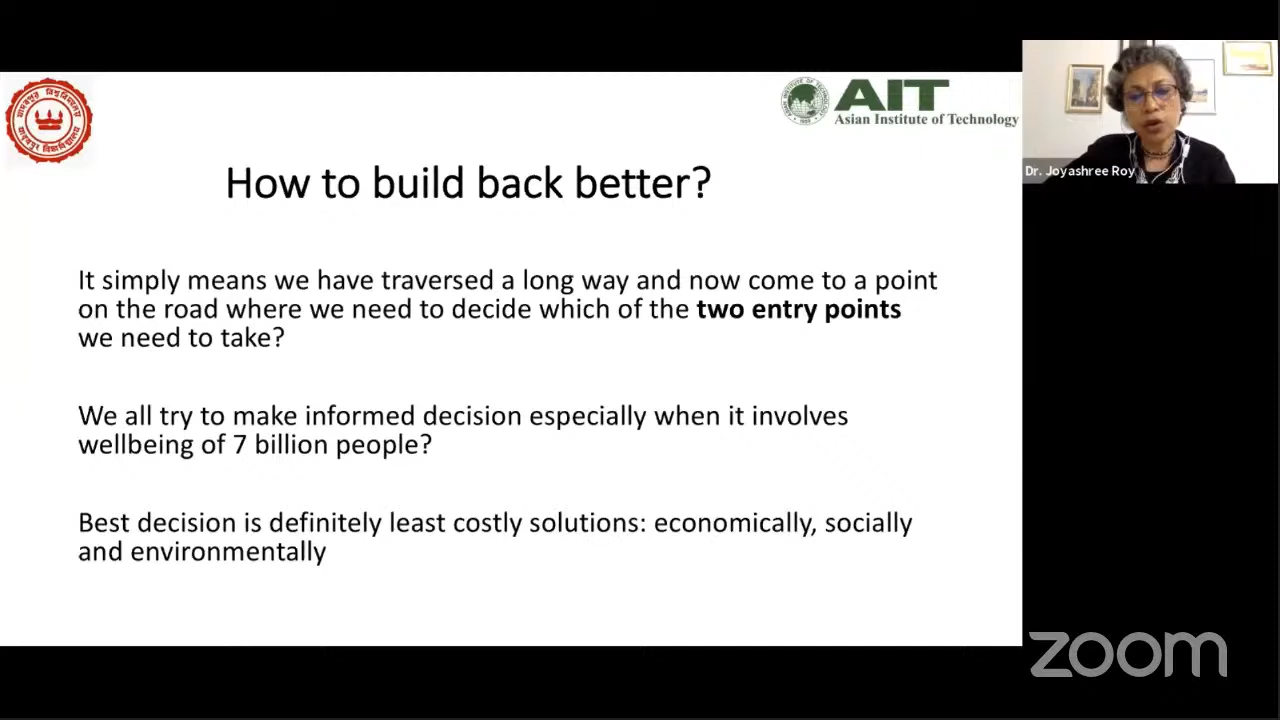 AIT
Asian Institute of Technology
Dr. Joyashree Roy
How to build back better?
It simply means we have traversed a long way and now come to a point
on the road where we need to decide which of the two entry points
we need to take?
We all try to make informed decision especially when it involves
wellbeing of 7 billion people?
Best decision is definitely least costly solutions: economically, socially
and environmentally
zoom